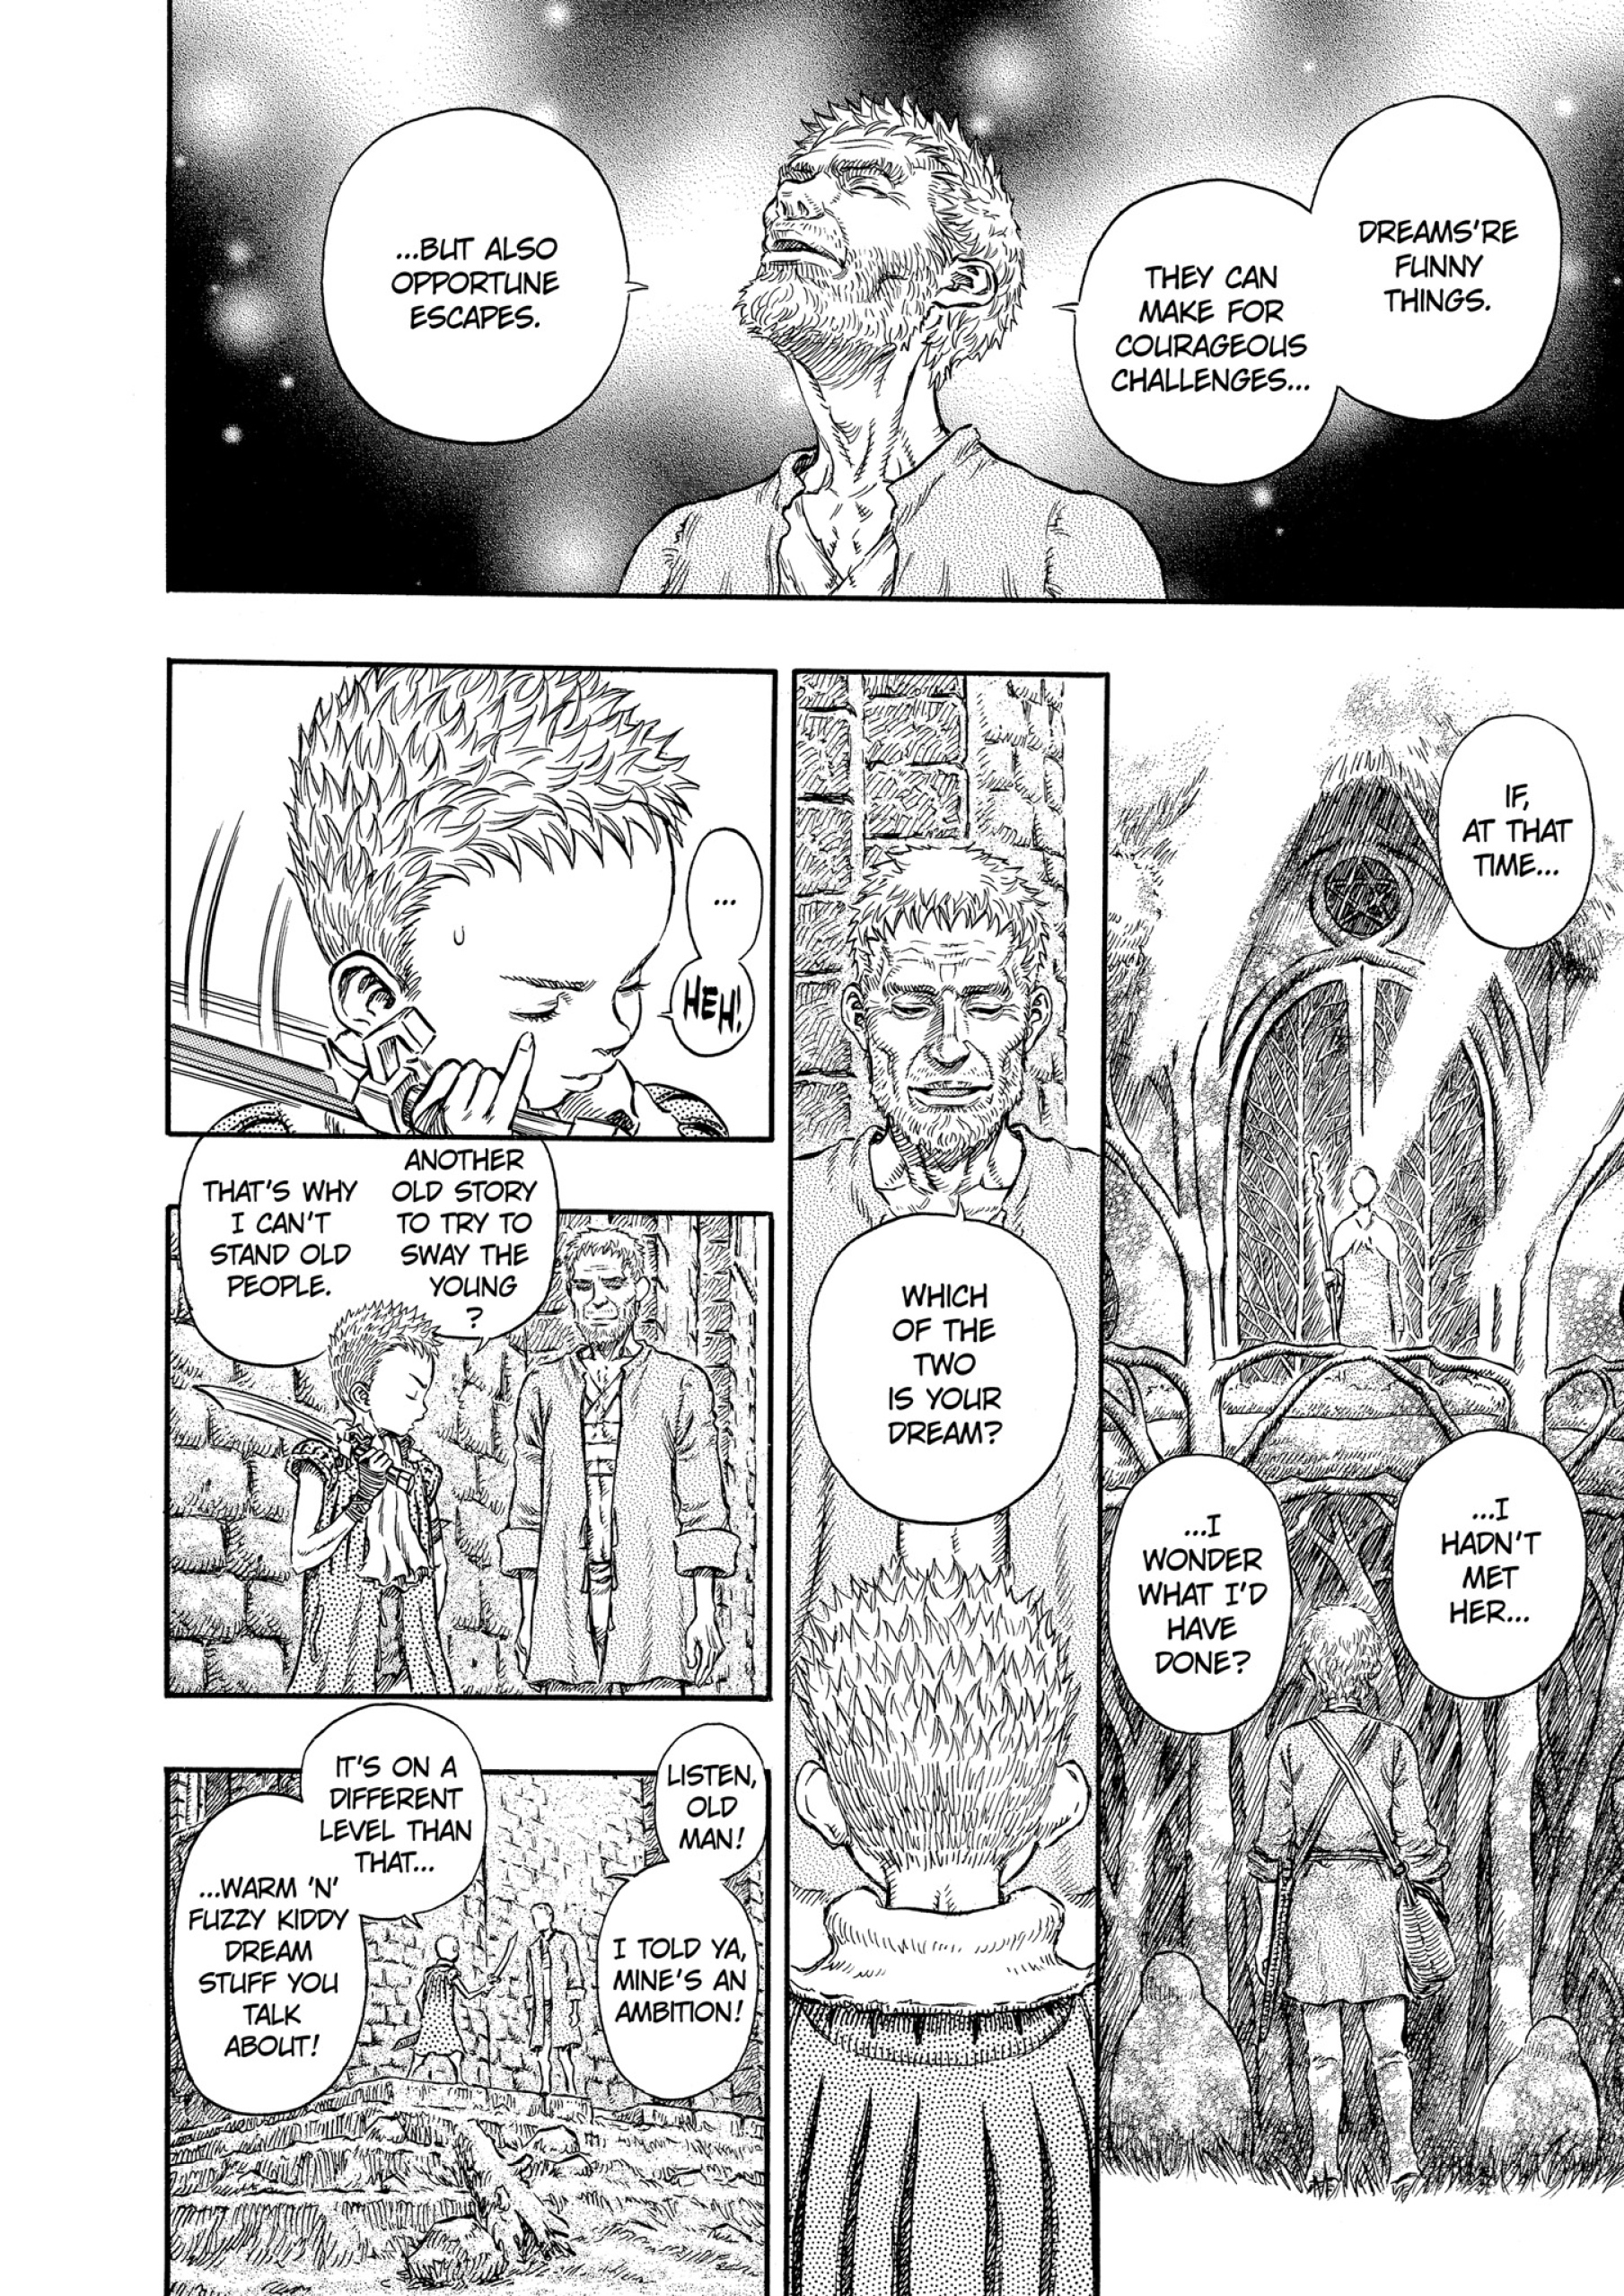 DREAMS'RE
FUNNY
THINGS.
THEY CAN
MAKE FOR
COURAGEOUS
CHALLENGES...
...BUT ALSO
OPPORTUNE
ESCAPES.
IF,
AT THAT
TIME...
...I
HADN'T
MET
HER...
...I
WONDER
WHAT I'D
HAVE
DONE?
WHICH
OF THE
TWO
IS YOUR
DREAM?
...
HEH!
ANOTHER
OLD STORY
TO TRY TO
SWAY THE
YOUNG
?
THAT'S WHY
I CAN'T
STAND OLD
PEOPLE.
LISTEN,
OLD
MAN!
I TOLD YA,
MINE'S AN
AMBITION!
IT'S ON A
DIFFERENT
LEVEL THAN
THAT...
...WARM 'N'
FUZZY KIDDY
DREAM
STUFF YOU
TALK
ABOUT!